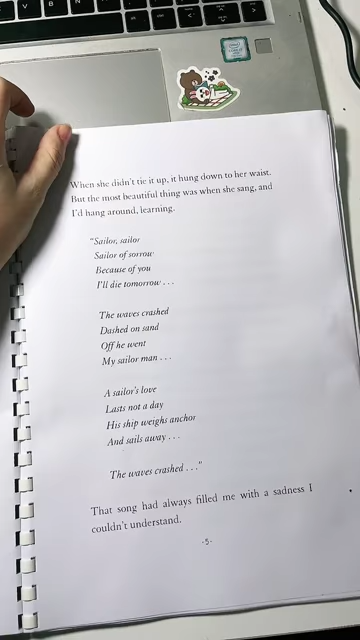 When she didn't tie it up, it hung down to her waist.
But the most beautiful thing was when she sang, and
I'd hang around, learning.
"Sailor, sailor
Sailor of sorrow
Because of you
I'll die tomorrow . . .
The waves crashed
Dashed on sand
Off he went
My sailor man . . .
A sailor's love
Lasts not a day
His ship weighs anchor
And sails away . . .
The waves crashed . . ."
That song had always filled me with a sadness I
couldn't understand.
-5-